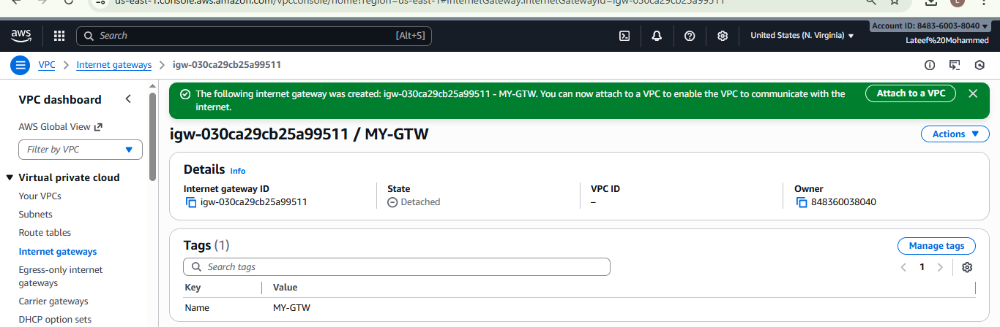 us-east-1.console.aws.amazon.com/vpcconsole/home?region=us-east-1#InternetGateway:internetGatewayId=igw-030ca29cb25a99511
L
aws
Search
[Alt+S]
United States (N. Virginia)
Account ID: 8483-6003-8040
Lateef%20Mohammed
VPC > Internet gateways > igw-030ca29cb25a99511
VPC dashboard
AWS Global View
Filter by VPC
Virtual private cloud
Your VPCs
Subnets
Route tables
Internet gateways
Egress-only internet
gateways
Carrier gateways
DHCP option sets
The following internet gateway was created: igw-030ca29cb25a99511 - MY-GTW. You can now attach to a VPC to enable the VPC to communicate with the
internet.
Attach to a VPC
igw-030ca29cb25a99511 / MY-GTW
Actions
Details Info
Internet gateway ID
igw-030ca29cb25a99511
State
Detached
VPC ID
–
Owner
848360038040
Tags (1)
Manage tags
Search tags
1
Key Value
Name MY-GTW